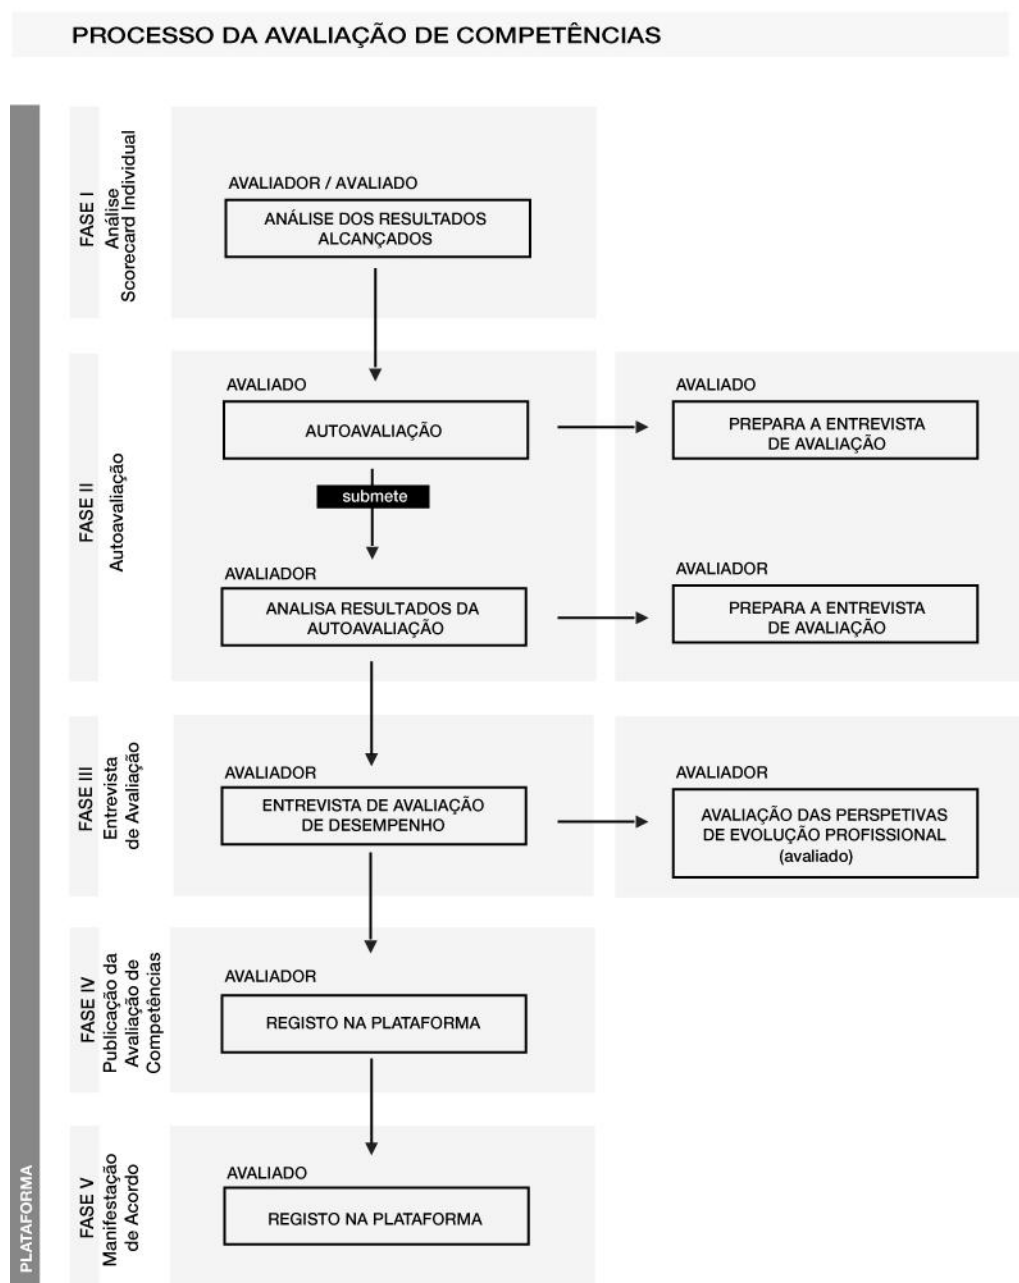 PROCESSO DA AVALIAÇÃO DE COMPETÊNCIAS
PLATAFORMA
FASE I
Análise
Scorecard Individual
AVALIADOR / AVALIADO
ANÁLISE DOS RESULTADOS
ALCANÇADOS
FASE II
Autoavaliação
AVALIADO
AUTOAVALIAÇÃO
AVALIADO
PREPARA A ENTREVISTA
DE AVALIAÇÃO
submete
AVALIADOR
ANALISA RESULTADOS DA
AUTOAVALIAÇÃO
AVALIADOR
PREPARA A ENTREVISTA
DE AVALIAÇÃO
FASE III
Entrevista
de Avaliação
AVALIADOR
ENTREVISTA DE AVALIAÇÃO
DE DESEMPENHO
AVALIADOR
AVALIAÇÃO DAS PERSPETIVAS
DE EVOLUÇÃO PROFISSIONAL
(avaliado)
FASE IV
Publicação da
Avaliação de
Competências
AVALIADOR
REGISTO NA PLATAFORMA
FASE V
Manifestação
de Acordo
AVALIADO
REGISTO NA PLATAFORMA